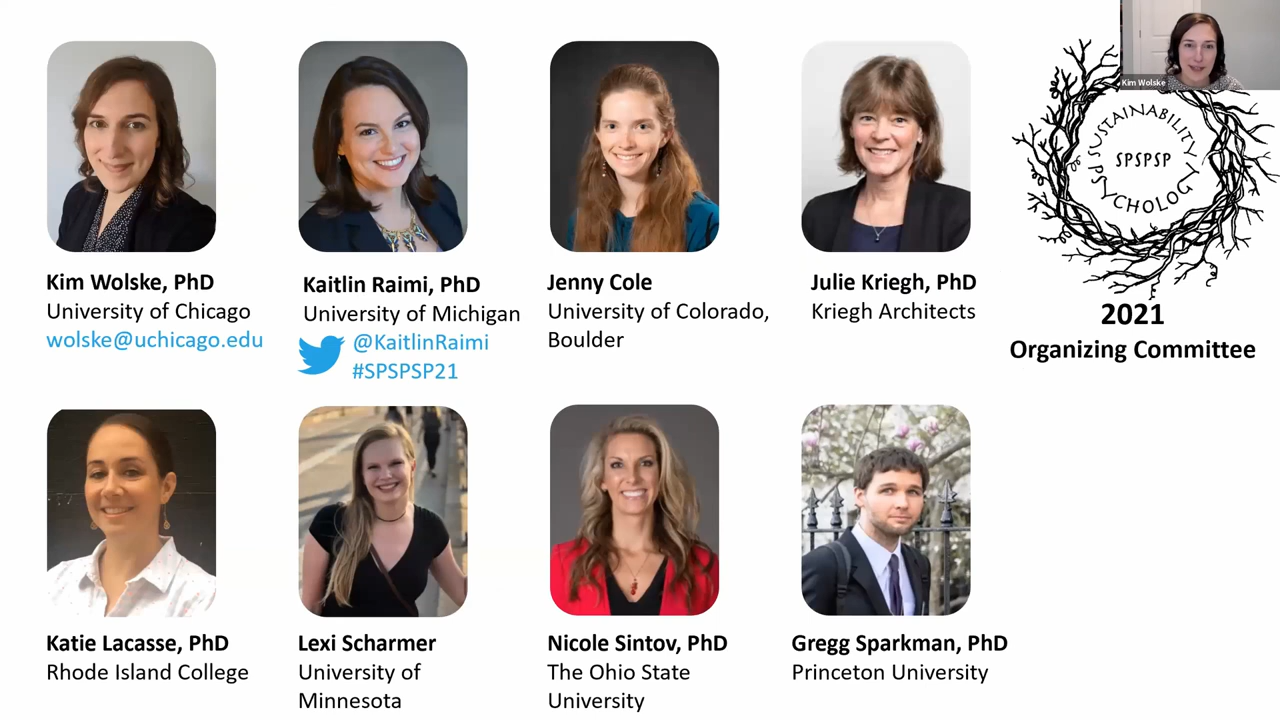 Kim Wolske
SUSTAINABILITY
SPSPSP
PSYCHOLOGY
2021
Organizing Committee
Kim Wolske, PhD
University of Chicago
wolske@uchicago.edu
Kaitlin Raimi, PhD
University of Michigan
@KaitlinRaimi
#SPSPSP21
Jenny Cole
University of Colorado,
Boulder
Julie Kriegh, PhD
Kriegh Architects
Katie Lacasse, PhD
Rhode Island College
Lexi Scharmer
University of
Minnesota
Nicole Sintov, PhD
The Ohio State
University
Gregg Sparkman, PhD
Princeton University